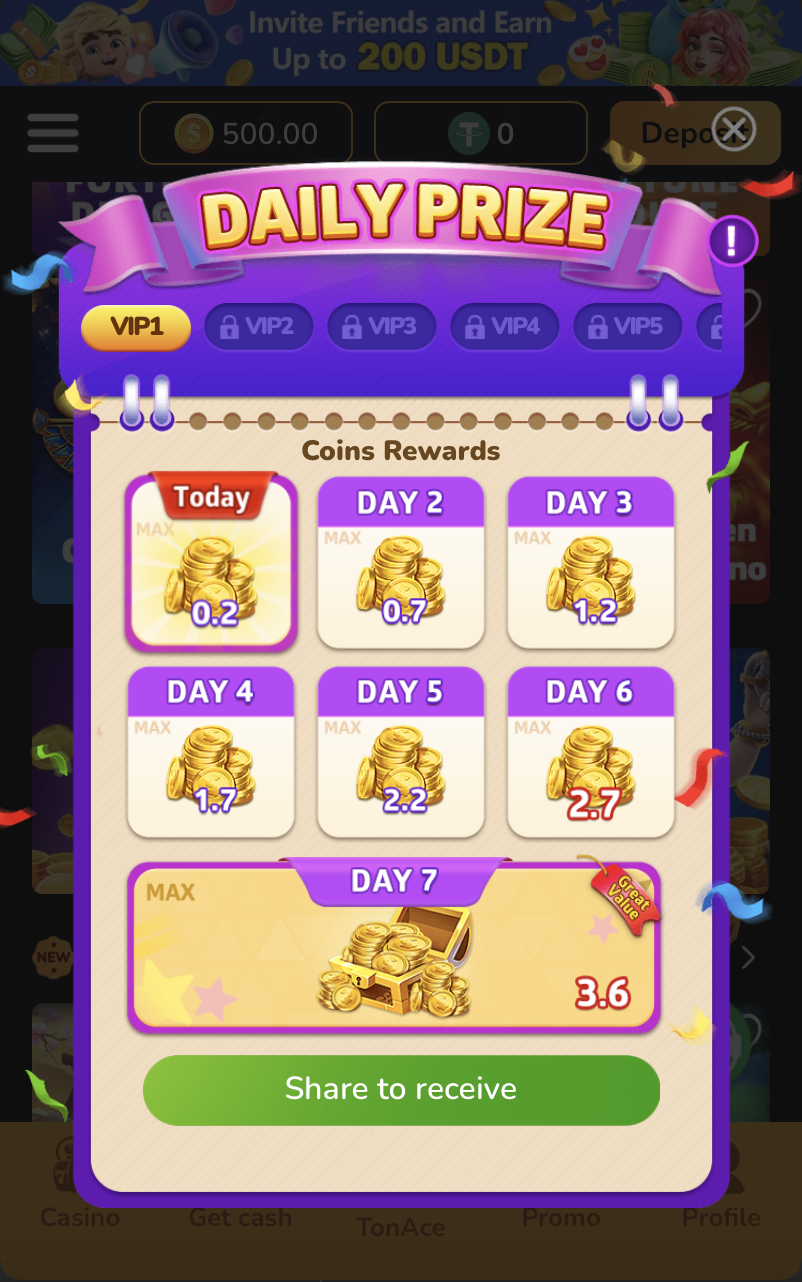 Invite Friends and Earn
Up to 200 USDT
500.00
0
Deposit
DAILY PRIZE
!
VIP1
VIP2
VIP3
VIP4
VIP5
Coins Rewards
Today
MAX
0.2
DAY 2
MAX
0.7
DAY 3
MAX
1.2
DAY 4
MAX
1.7
DAY 5
MAX
2.2
DAY 6
MAX
2.7
DAY 7
MAX
Great
Value
3.6
NEW
Share to receive
Casino
Get cash
TonAce
Promo
Profile